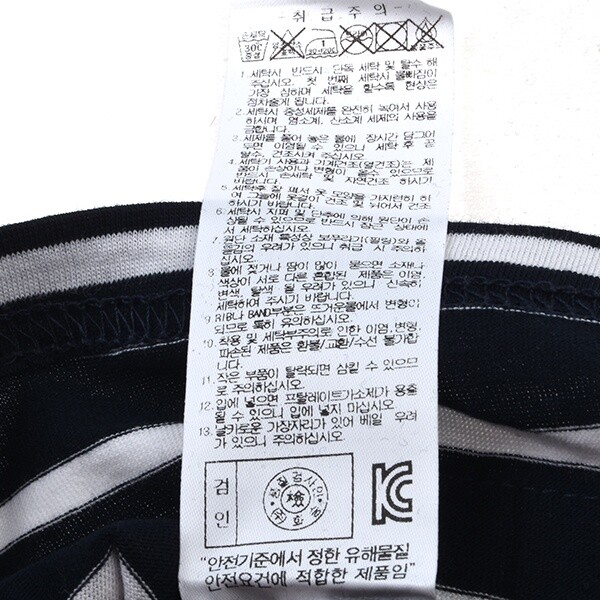 - 취 급 주 의 -
손세탁
30℃
중성
1. 세탁시 반드시 단독 세탁 및 탈수 해
주십시오. 첫 번째 세탁시 물빠짐이
가장 심하며 세탁을 할수록 현상은
점차줄게 됩니다.
2. 세탁시 중성세제를 완전히 녹여서 사용
하시며 염소계, 산소계 세제의 사용을
금합니다.
3. 세제를 풀어 놓은 물에 장시간 담그어
두면 이염될 수 있으니 세탁 후 곧
탈수, 건조시켜 주십시오
4. 세탁기 사용과 기계건조(열건조)는 제
품이 손상이나 변형이 올수 있으므로
반드시 손세탁 및 자연건조 하시기
바랍니다.
5. 세탁후 잘 펴서 옷 모양을 가지런히 하
여 그늘에 옷걸이 건조 및 뉘어서 건조
하시기 바랍니다.
6. 세탁시 지퍼 및 단추에 의해 원단이 손
상될 수 있으므로 반드시 잠근 상태에
서 세탁하십시오.
7. 원단 소재 특성상 보푸라기(필링)와 올
뜯김의 우려가 있으니 취급 시 주의하
십시오.
8. 물에 젖거나 땀이 많이 묻으면 소재나
색상이 서로 다른 혼합된 제품은 이염,
변색, 탈색 될 우려가 있으니 신속히
세탁하여 주시기 바랍니다.
9. RIB나 BAND부분은 뜨거운물에서 변형이
되므로 특히 유의하십시오.
10. 착용 및 세탁부주의로 인한 이염, 변형,
파손된 제품은 환불/교환/수선 불가합
니다.
11. 작은 부품이 탈락되면 삼킬 수 있으므
로 주의하십시오.
12. 입에 넣으면 프탈레이트가소제가 용출
될수 있으니 입에 넣지 마십시오.
13. 날카로운 가장자리가 있어 베일 우려
가 있으니 주의하십시오.
검
인
檢
"안전기준에서 정한 유해물질
안전요건에 적합한 제품임"